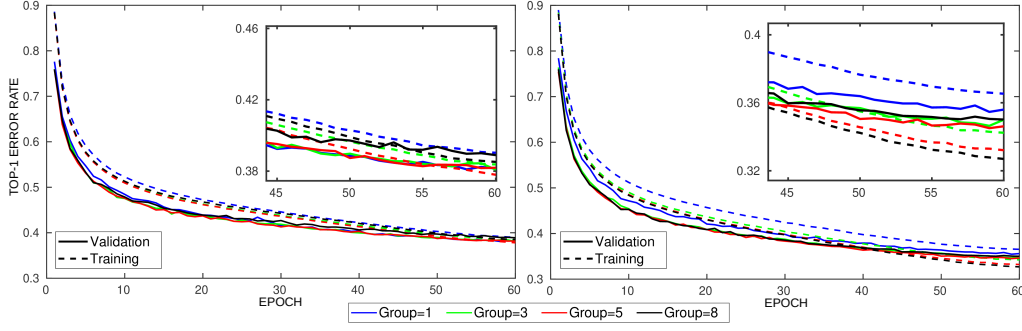 0.9
0.8
0.7
0.6
0.5
0.4
0.3
TOP-1 ERROR RATE
0 10 20 30 40 50 60
EPOCH
0.46
0.42
0.38
45 50 55 60
Validation
Training
0.9
0.8
0.7
0.6
0.5
0.4
0.3
0 10 20 30 40 50 60
EPOCH
0.4
0.36
0.32
45 50 55 60
Validation
Training
Group=1 Group=3 Group=5 Group=8